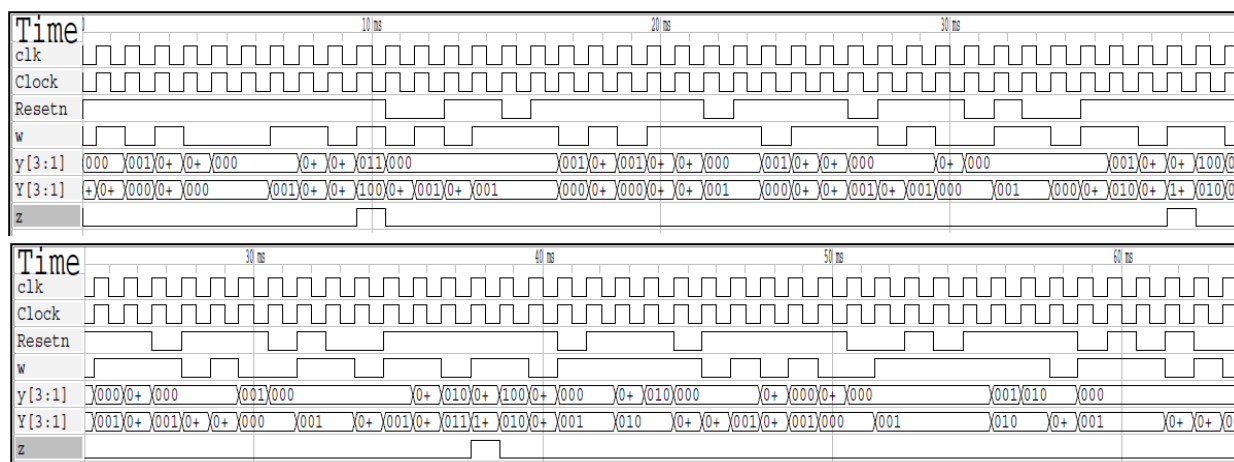 Time 10 ms 20 ms 30 ms
clk
Clock
Resetn
w
y[3:1] 000 001 0+ 0+ 000 0+ 0+ 011 000 001 0+ 001 0+ 0+ 000 001 0+ 0+ 000 0+ 000 001 0+ 0+ 100 0
Y[3:1] + 0+ 000 0+ 000 001 0+ 0+ 100 0+ 001 0+ 001 000 0+ 000 0+ 0+ 001 000 0+ 0+ 001 0+ 001 000 001 000 0+ 010 0+ 1+ 010 0
z
Time 30 ms 40 ms 50 ms 60 ms
clk
Clock
Resetn
w
y[3:1] 000 0+ 000 001 000 0+ 010 0+ 100 0+ 000 0+ 010 000 0+ 000 0+ 000 001 010 000
Y[3:1] 001 0+ 001 0+ 0+ 000 001 0+ 001 0+ 011 1+ 010 0+ 001 010 0+ 0+ 001 0+ 001 000 001 010 0+ 001 0+ 0+ 0
z